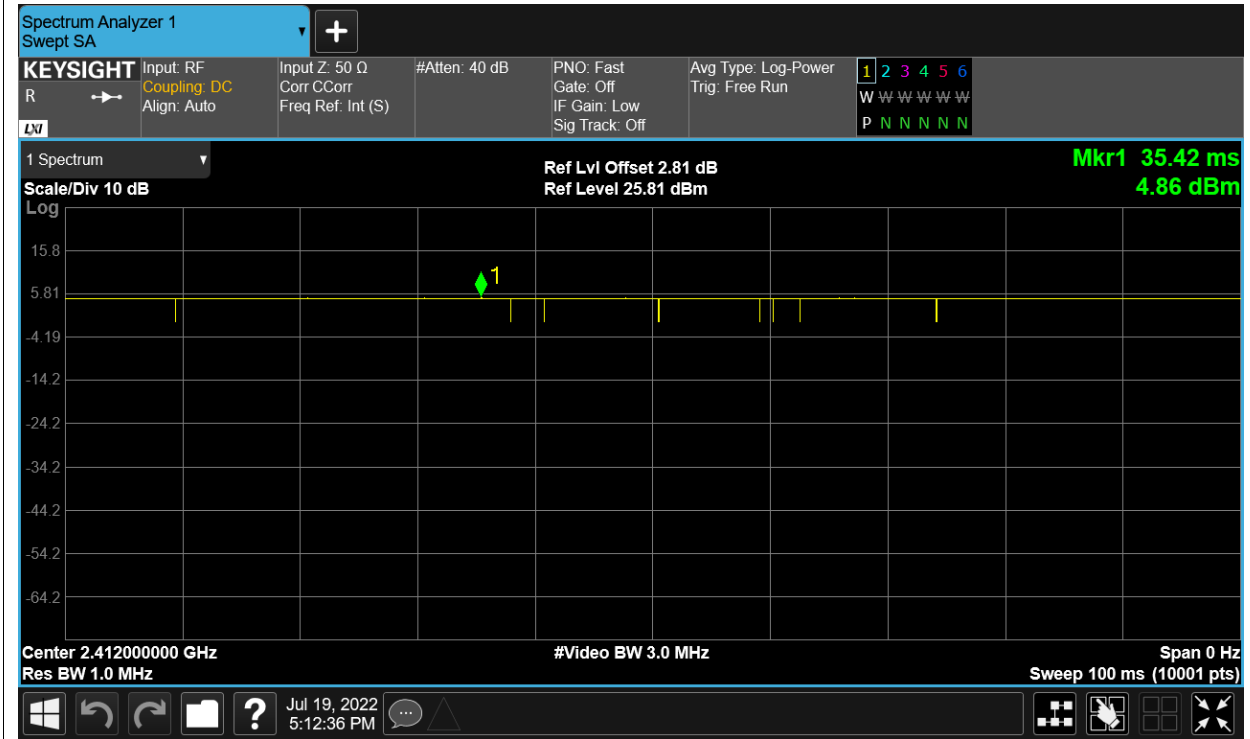 Spectrum Analyzer 1
Swept SA
+
KEYSIGHT Input: RF Input Z: 50 Ω #Atten: 40 dB PNO: Fast Avg Type: Log-Power 1 2 3 4 5 6
R Coupling: DC Corr CCorr Gate: Off Trig: Free Run W W W W W W
Align: Auto Freq Ref: Int (S) IF Gain: Low
LXI Sig Track: Off P N N N N N
1 Spectrum Ref Lvl Offset 2.81 dB Mkr1 35.42 ms
Scale/Div 10 dB Ref Level 25.81 dBm 4.86 dBm
Log
15.8
1
5.81
-4.19
-14.2
-24.2
-34.2
-44.2
-54.2
-64.2
Center 2.412000000 GHz #Video BW 3.0 MHz Span 0 Hz
Res BW 1.0 MHz Sweep 100 ms (10001 pts)
? Jul 19, 2022
5:12:36 PM